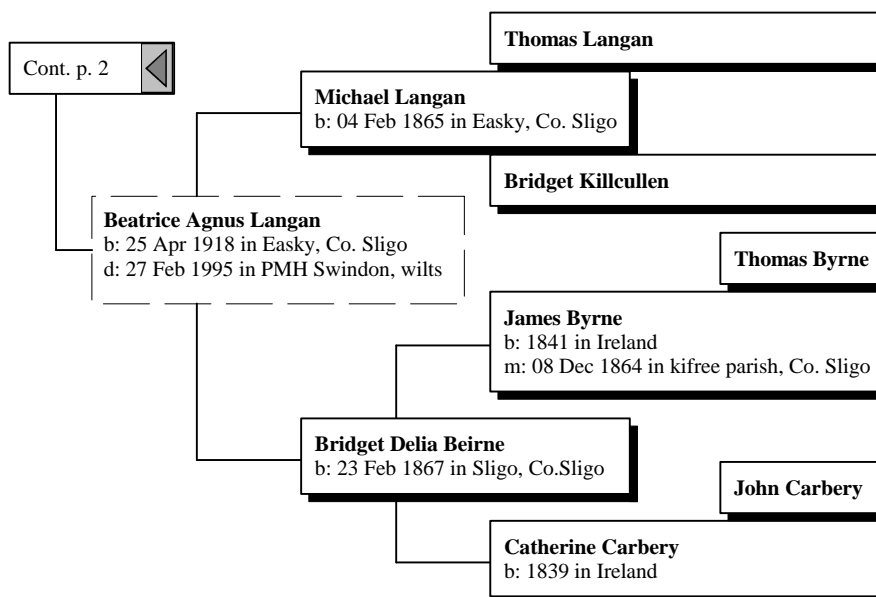 Thomas Langan
Cont. p. 2
Michael Langan
b: 04 Feb 1865 in Easky, Co. Sligo
Bridget Killcullen
Beatrice Agnus Langan
b: 25 Apr 1918 in Easky, Co. Sligo
d: 27 Feb 1995 in PMH Swindon, wilts
Thomas Byrne
James Byrne
b: 1841 in Ireland
m: 08 Dec 1864 in kifree parish, Co. Sligo
Bridget Delia Beirne
b: 23 Feb 1867 in Sligo, Co.Sligo
John Carbery
Catherine Carbery
b: 1839 in Ireland